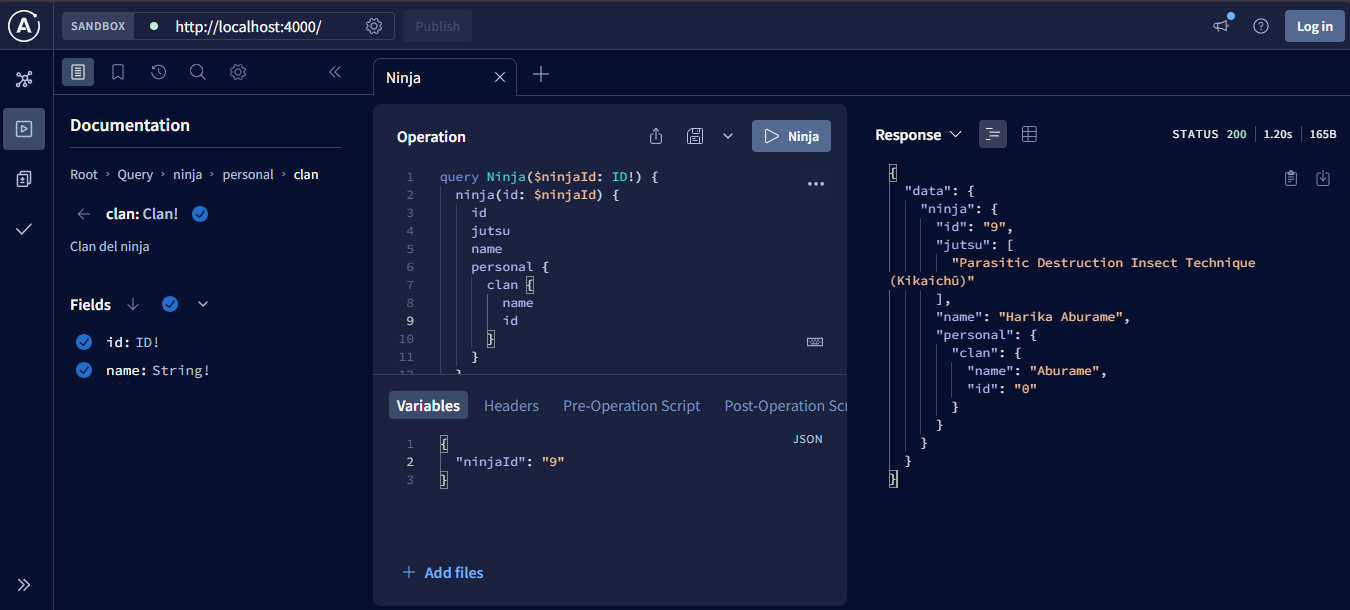 SANDBOX
http://localhost:4000/
Publish
Log in
Documentation
Root › Query › ninja › personal › clan
clan: Clan!
Clan del ninja
Fields
id: ID!
name: String!
Ninja
Operation
Ninja
1 query Ninja($ninjaId: ID!) {
2 ninja(id: $ninjaId) {
3 id
4 jutsu
5 name
6 personal {
7 clan {
8 name
9 id
10 }
11 }
12 }
Variables Headers Pre-Operation Script Post-Operation Scr
JSON
1 {
2 "ninjaId": "9"
3 }
+ Add files
Response
STATUS 200 1.20s 165B
{
"data": {
"ninja": {
"id": "9",
"jutsu": [
"Parasitic Destruction Insect Technique
(Kikaichū)"
],
"name": "Harika Aburame",
"personal": {
"clan": {
"name": "Aburame",
"id": "0"
}
}
}
}
}